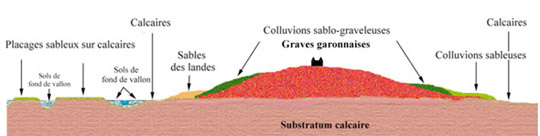 Calcaires
Placages sableux sur calcaires
Sols de
fond de vallon
Sols de
fond de vallon
Sables
des landes
Colluvions sablo-graveleuses
Graves garonnaises
Calcaires
Colluvions sableuses
Substratum calcaire